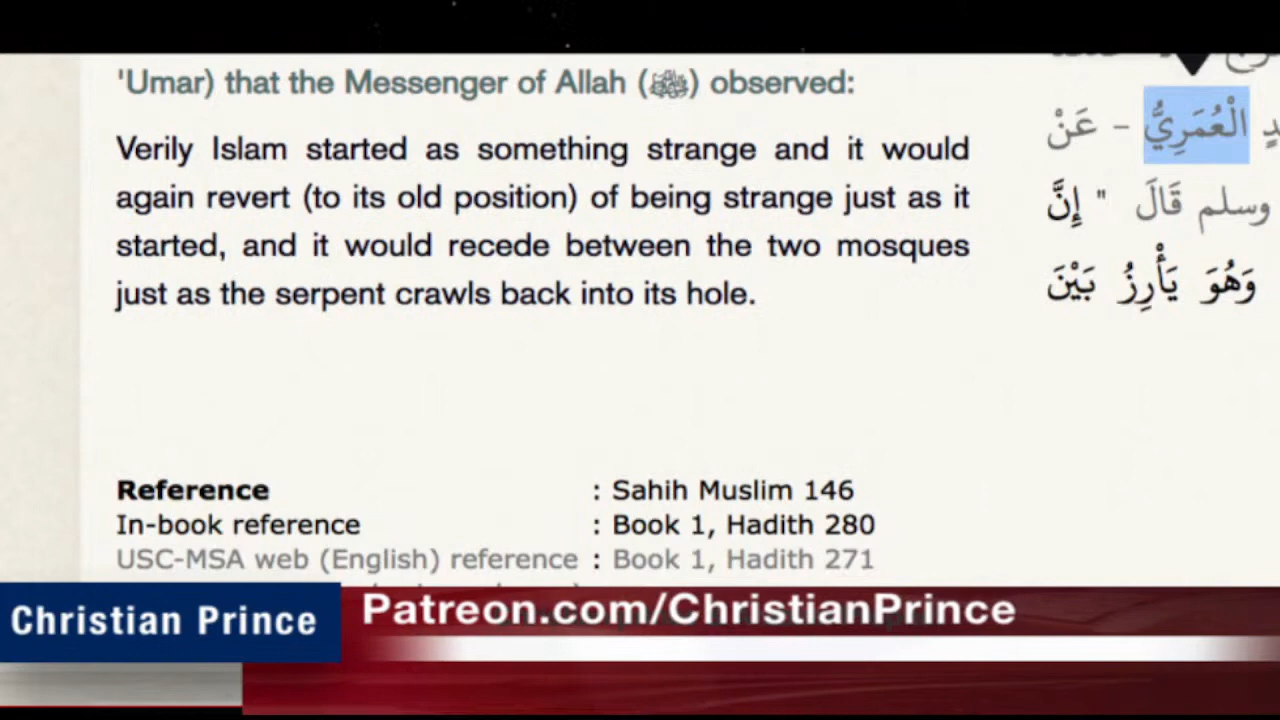 'Umar) that the Messenger of Allah (ﷺ) observed:
Verily Islam started as something strange and it would
again revert (to its old position) of being strange just as it
started, and it would recede between the two mosques
just as the serpent crawls back into its hole.
الْعُمَرِيُّ - عَنْ
وسلم قَالَ " إِنَّ
وَهُوَ يَأْرِزُ بَيْنَ
Reference : Sahih Muslim 146
In-book reference : Book 1, Hadith 280
USC-MSA web (English) reference : Book 1, Hadith 271
Christian Prince
Patreon.com/ChristianPrince